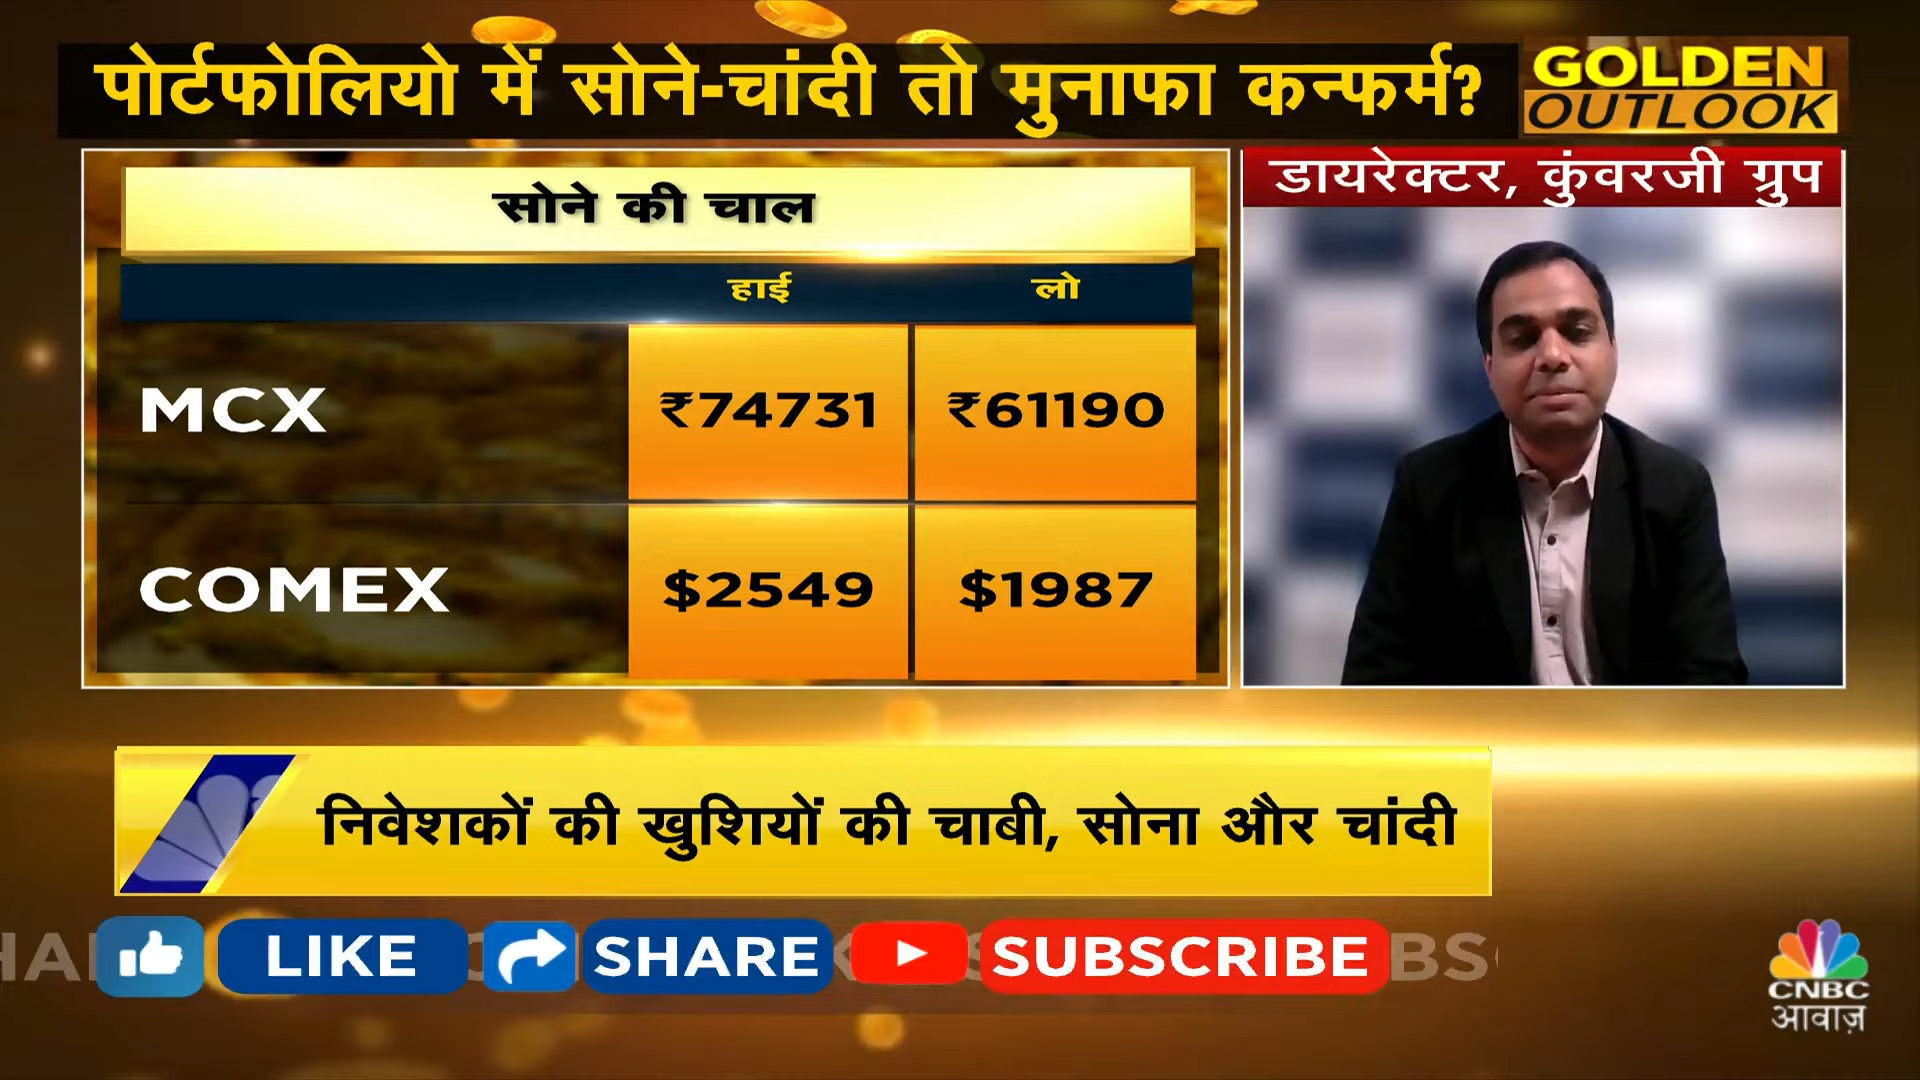 पोर्टफोलियो में सोने-चांदी तो मुनाफा कन्फर्म?
GOLDEN
OUTLOOK
सोने की चाल
हाई लो
MCX ₹74731 ₹61190
COMEX $2549 $1987
डायरेक्टर, कुंवरजी ग्रुप
निवेशकों की खुशियों की चाबी, सोना और चांदी
LIKE SHARE SUBSCRIBE
CNBC
आवाज़